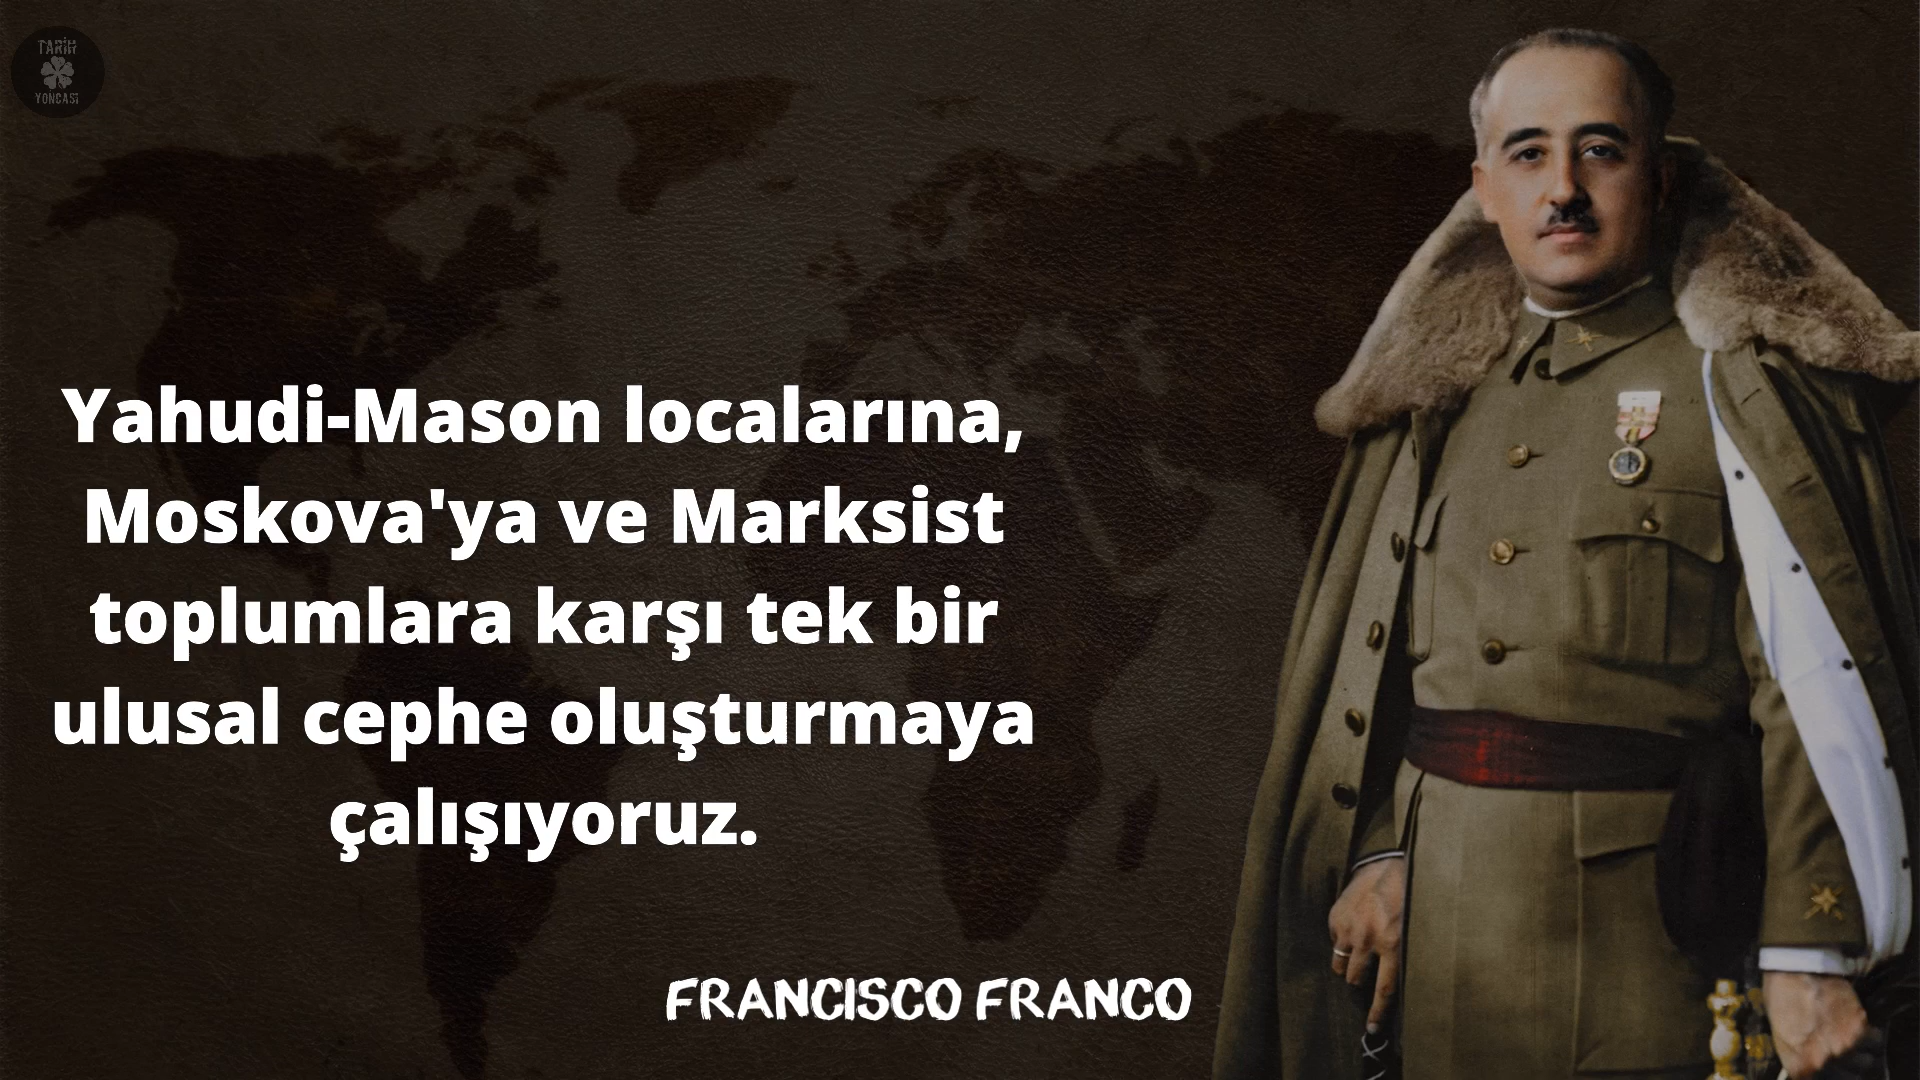 TARİH
YONCASI
Yahudi-Mason localarına,
Moskova'ya ve Marksist
toplumlara karşı tek bir
ulusal cephe oluşturmaya
çalışıyoruz.
FRANCISCO FRANCO